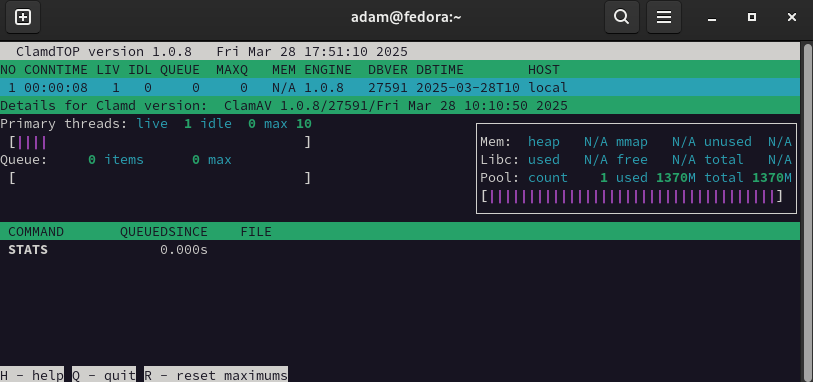 adam@fedora:~
ClamdTOP version 1.0.8   Fri Mar 28 17:51:10 2025
NO CONNTIME LIV IDL QUEUE  MAXQ   MEM ENGINE  DBVER DBTIME        HOST
1 00:00:08   1   0     0     0   N/A 1.0.8   27591 2025-03-28T10 local
Details for Clamd version:  ClamAV 1.0.8/27591/Fri Mar 28 10:10:50 2025
Primary threads: live  1 idle  0 max 10
[||||                                ]
Queue:     0 items      0 max
[                                    ]
Mem:  heap   N/A mmap   N/A unused  N/A
Libc: used   N/A free   N/A total   N/A
Pool: count    1 used 1370M total 1370M
[||||||||||||||||||||||||||||||||||||]
COMMAND       QUEUEDSINCE    FILE
STATS              0.000s
H - help Q - quit R - reset maximums